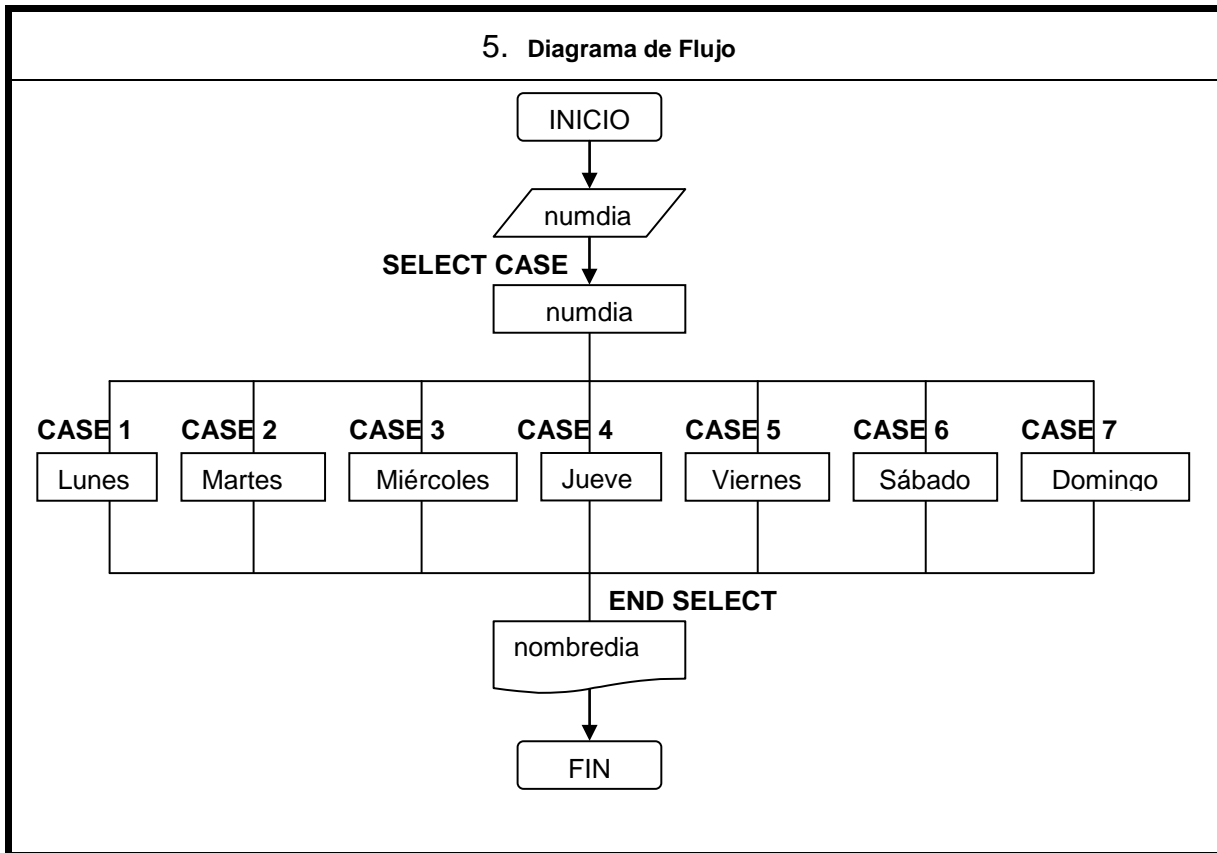 5. Diagrama de Flujo
INICIO
numdia
SELECT CASE
numdia
CASE 1 CASE 2 CASE 3 CASE 4 CASE 5 CASE 6 CASE 7
Lunes Martes Miércoles Jueve Viernes Sábado Domingo
END SELECT
nombredia
FIN